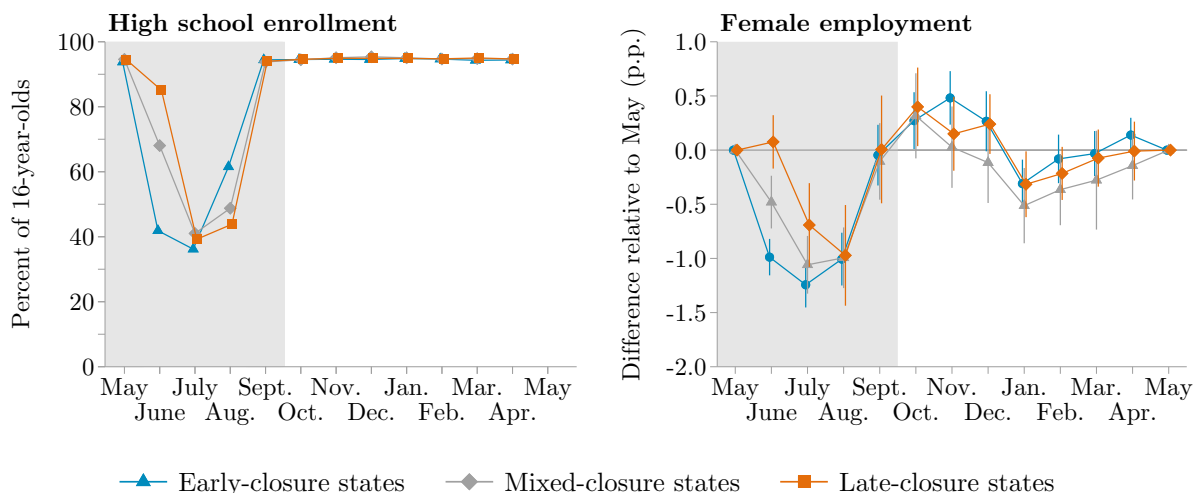 High school enrollment
Percent of 16-year-olds
100
80
60
40
20
0
May July Sept. Nov. Jan. Mar. May
June Aug. Oct. Dec. Feb. Apr.
Female employment
Difference relative to May (p.p.)
1.0
0.5
0.0
-0.5
-1.0
-1.5
-2.0
May July Sept. Nov. Jan. Mar. May
June Aug. Oct. Dec. Feb. Apr.
Early-closure states Mixed-closure states Late-closure states